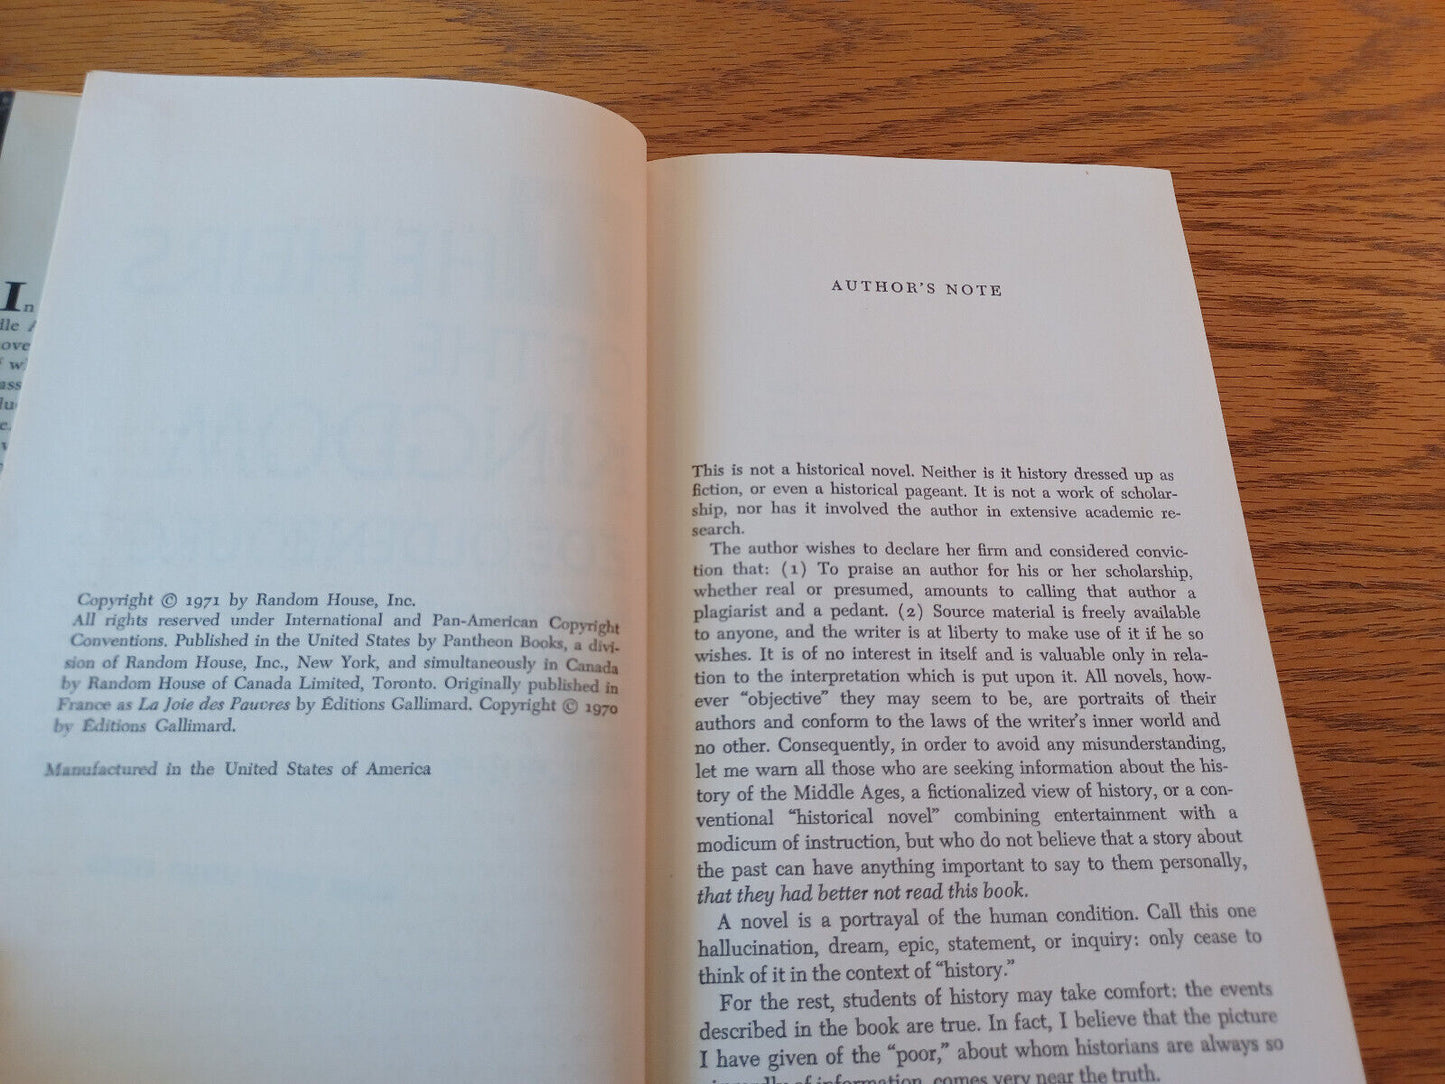 In
dle A
Copyright © 1971 by Random House, Inc.
All rights reserved under International and Pan-American Copyright
Conventions. Published in the United States by Pantheon Books, a divi-
sion of Random House, Inc., New York, and simultaneously in Canada
by Random House of Canada Limited, Toronto. Originally published in
France as La Joie des Pauvres by Éditions Gallimard. Copyright © 1970
by Éditions Gallimard.
Manufactured in the United States of America
AUTHOR'S NOTE
This is not a historical novel. Neither is it history dressed up as
fiction, or even a historical pageant. It is not a work of scholar-
ship, nor has it involved the author in extensive academic re-
search.
The author wishes to declare her firm and considered convic-
tion that: (1) To praise an author for his or her scholarship,
whether real or presumed, amounts to calling that author a
plagiarist and a pedant. (2) Source material is freely available
to anyone, and the writer is at liberty to make use of it if he so
wishes. It is of no interest in itself and is valuable only in rela-
tion to the interpretation which is put upon it. All novels, how-
ever “objective” they may seem to be, are portraits of their
authors and conform to the laws of the writer's inner world and
no other. Consequently, in order to avoid any misunderstanding,
let me warn all those who are seeking information about the his-
tory of the Middle Ages, a fictionalized view of history, or a con-
ventional “historical novel” combining entertainment with a
modicum of instruction, but who do not believe that a story about
the past can have anything important to say to them personally,
that they had better not read this book.
A novel is a portrayal of the human condition. Call this one
hallucination, dream, epic, statement, or inquiry: only cease to
think of it in the context of “history.”
For the rest, students of history may take comfort: the events
described in the book are true. In fact, I believe that the picture
I have given of the “poor,” about whom historians are always so
of information, comes very near the truth.